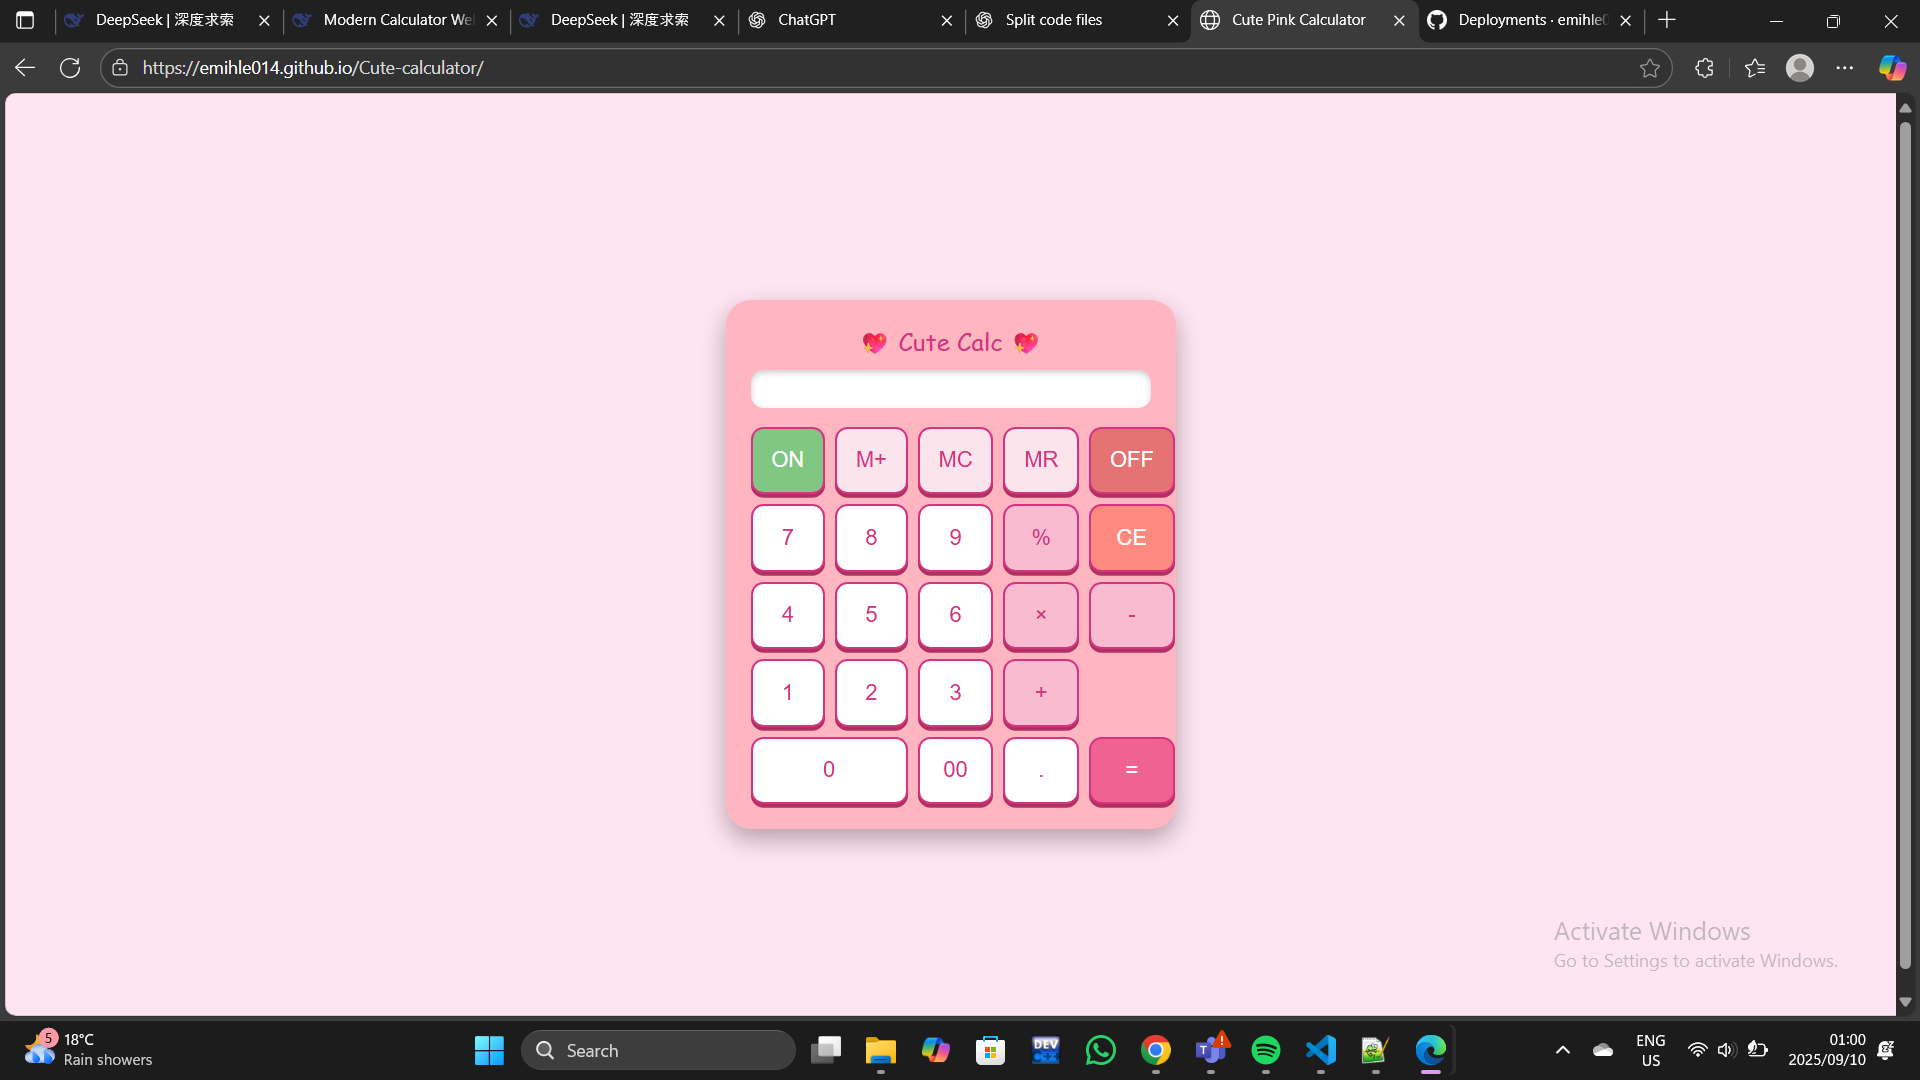 DeepSeek | 深度求索
Modern Calculator We
DeepSeek | 深度求索
ChatGPT
Split code files
Cute Pink Calculator
Deployments · emihle0
https://emihle014.github.io/Cute-calculator/
💖 Cute Calc 💖
ON M+ MC MR OFF
7 8 9 % CE
4 5 6 × -
1 2 3 +
0 00 . =
Activate Windows
Go to Settings to activate Windows.
5
18°C
Rain showers
Search
DEV
C++
T
!
ENG
US
01:00
2025/09/10